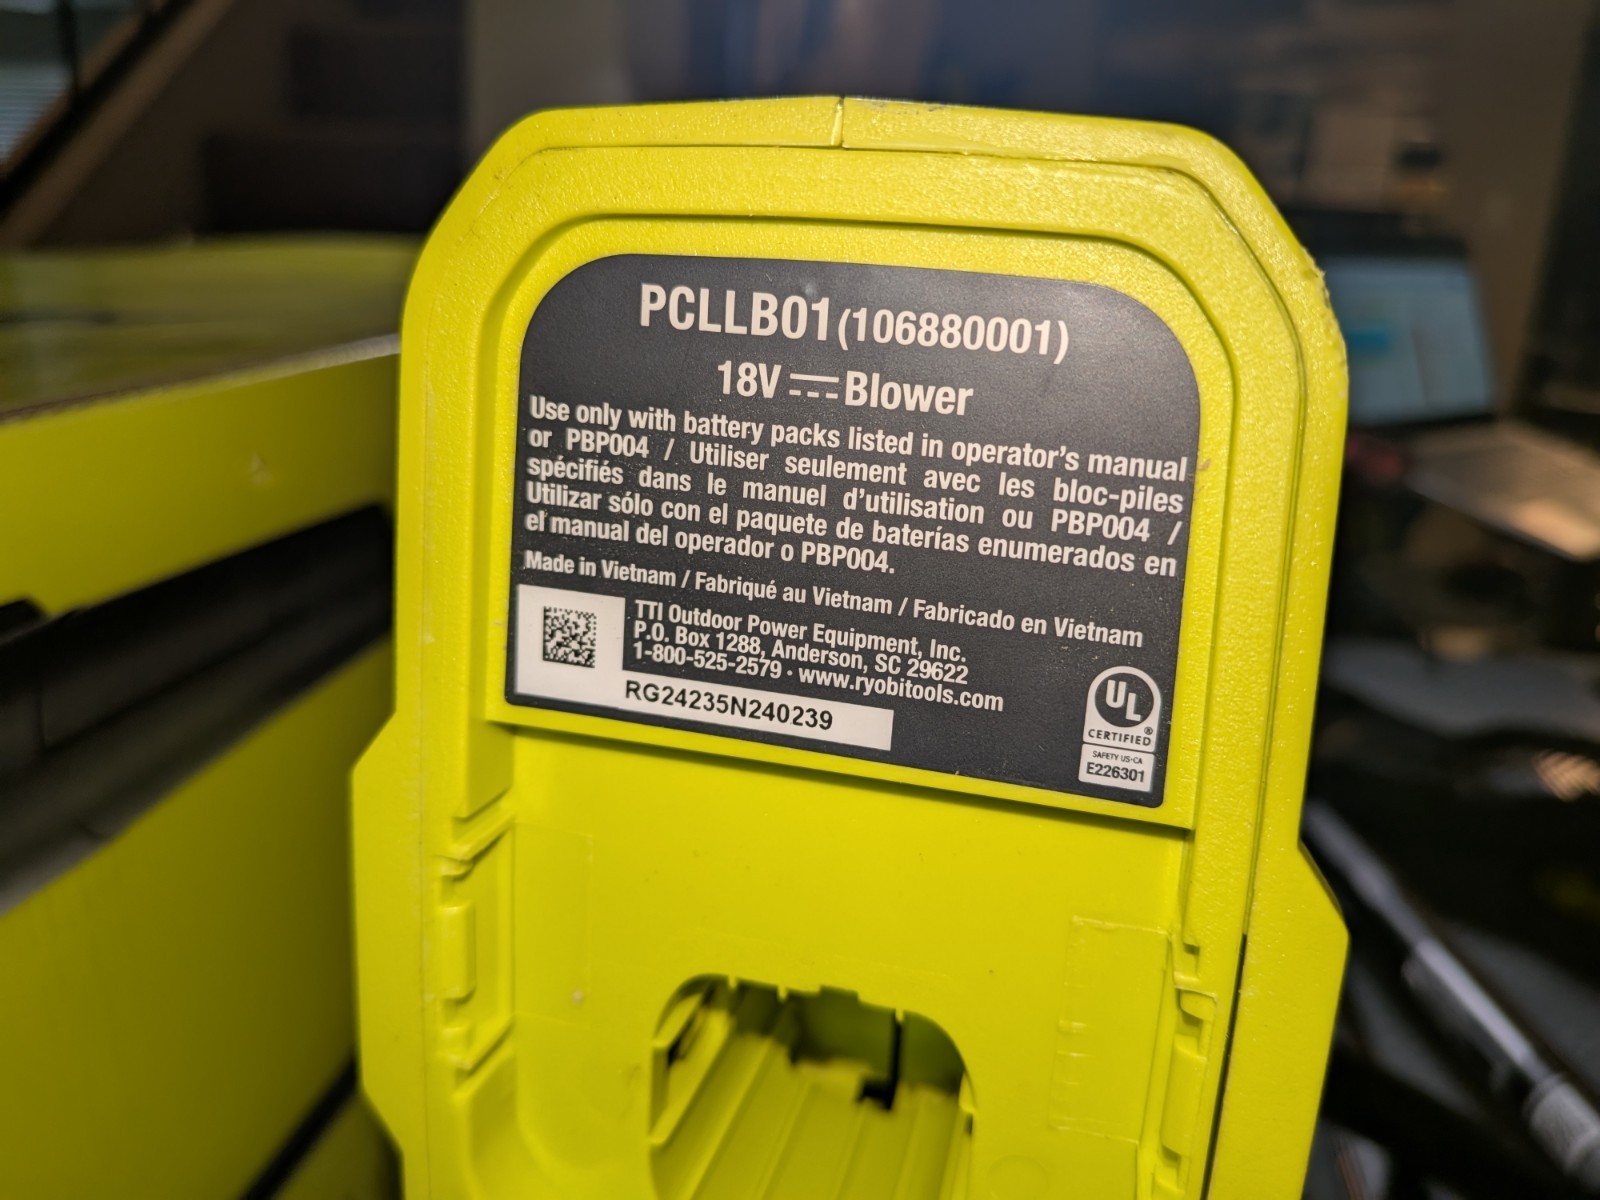 PCLLB01 (106880001)
18V ⎓ Blower
Use only with battery packs listed in operator's manual
or PBP004 / Utiliser seulement avec les bloc-piles
spécifiés dans le manuel d'utilisation ou PBP004 /
Utilizar sólo con el paquete de baterías enumerados en
el manual del operador o PBP004.
Made in Vietnam / Fabriqué au Vietnam / Fabricado en Vietnam
TTI Outdoor Power Equipment, Inc.
P.O. Box 1288, Anderson, SC 29622
1-800-525-2579 · www.ryobitools.com
RG24235N240239
UL
®
CERTIFIED
SAFETY US-CA
E226301